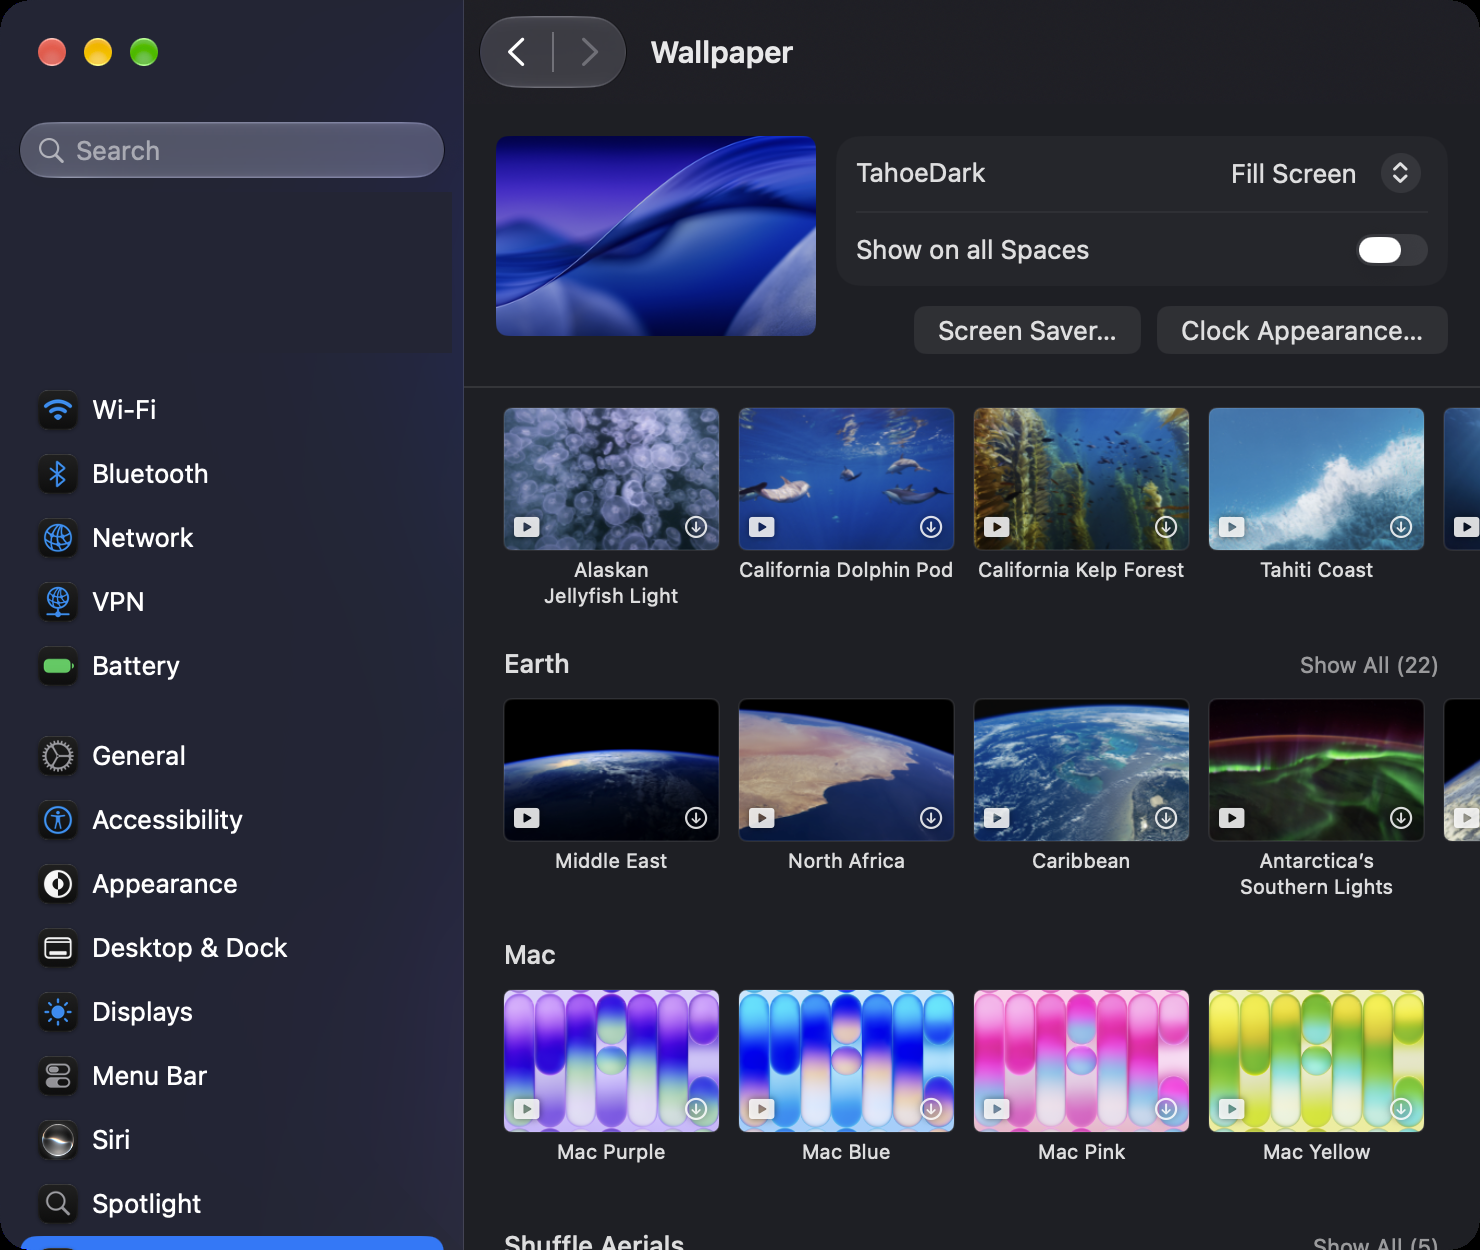 Wallpaper
Search
TahoeDark
Fill Screen
Show on all Spaces
Screen Saver...
Clock Appearance...
Wi-Fi
Bluetooth
Network
VPN
Battery
General
Accessibility
Appearance
Desktop & Dock
Displays
Menu Bar
Siri
Spotlight
Alaskan
Jellyfish Light
California Dolphin Pod
California Kelp Forest
Tahiti Coast
Earth
Show All (22)
Middle East
North Africa
Caribbean
Antarctica’s
Southern Lights
Mac
Mac Purple
Mac Blue
Mac Pink
Mac Yellow
Shuffle Aerials
Show All (5)